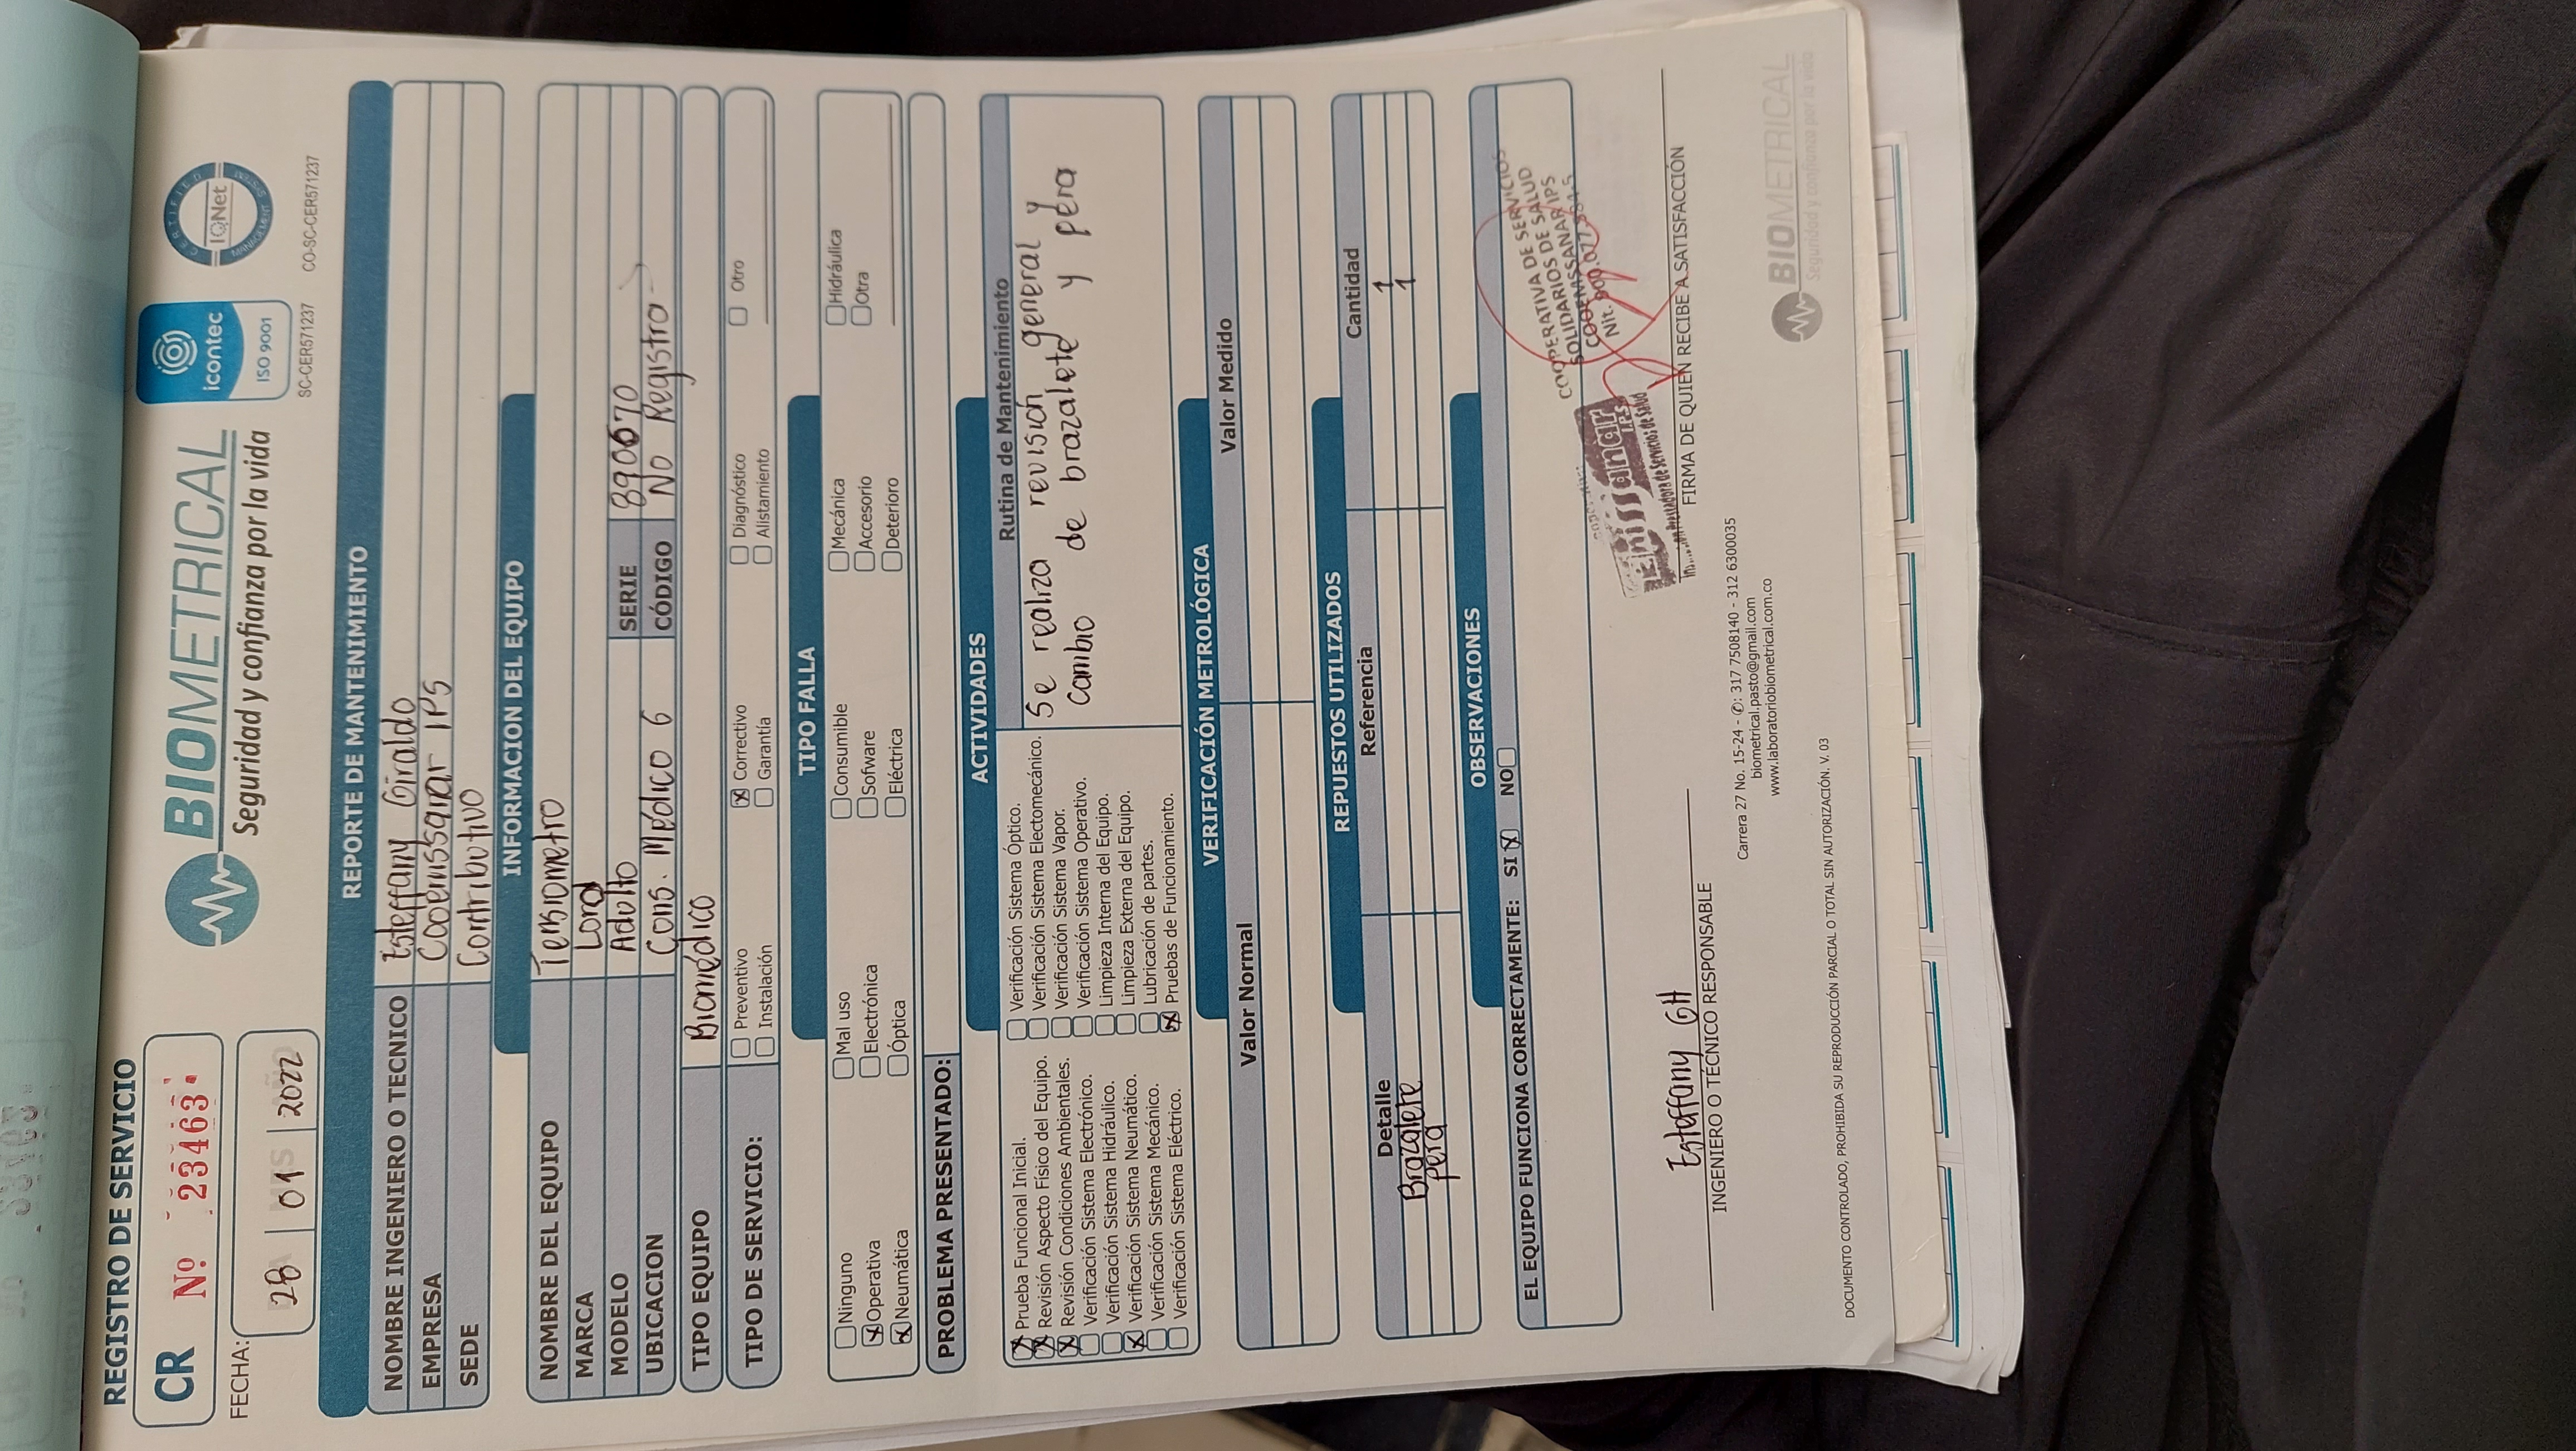 REGISTRO DE SERVICIO
CR Nº 23463
FECHA: 28 | 01 | 2022
BIOMETRICAL
Seguridad y confianza por la vida
icontec
ISO 9001
SC-CER571237
CERTIFIED
IQNet
MANAGEMENT SYSTEM
CO-SC-CER571237
REPORTE DE MANTENIMIENTO
NOMBRE INGENIERO O TECNICO Esteffany Giraldo
EMPRESA Cooemssanar IPS
SEDE Contributivo
INFORMACION DEL EQUIPO
NOMBRE DEL EQUIPO Tensiometro
MARCA Lord
MODELO Adulto SERIE 890670
UBICACION Cons. Médico 6 CÓDIGO No Registra
TIPO EQUIPO Biomédico
TIPO DE SERVICIO: Preventivo X Correctivo Diagnóstico Otro
Instalación Garantía Alistamiento
TIPO FALLA
Ninguno Mal uso Consumible Mecánica Hidráulica
X Operativa Electrónica Sofware Accesorio Otra
X Neumática Óptica Eléctrica Deterioro
PROBLEMA PRESENTADO:
ACTIVIDADES
X Prueba Funcional Inicial.
X Revisión Aspecto Físico del Equipo.
X Revisión Condiciones Ambientales.
Verificación Sistema Electrónico.
Verificación Sistema Hidráulico.
X Verificación Sistema Neumático.
Verificación Sistema Mecánico.
Verificación Sistema Eléctrico.
Verificación Sistema Óptico.
Verificación Sistema Electomecánico.
Verificación Sistema Vapor.
Verificación Sistema Operativo.
Limpieza Interna del Equipo.
Limpieza Externa del Equipo.
Lubricación de partes.
X Pruebas de Funcionamiento.
Rutina de Mantenimiento
Se realiza revisión general y
cambio de brazalete y pera
VERIFICACIÓN METROLÓGICA
Valor Normal Valor Medido
REPUESTOS UTILIZADOS
Detalle Referencia Cantidad
Brazalete 1
pera 1
OBSERVACIONES
EL EQUIPO FUNCIONA CORRECTAMENTE: SI X NO
COOPERATIVA DE SERVICIOS
SOLIDARIOS DE SALUD
COOEMSSANAR IPS
Nit. 900.077.584-5
Emssanar
I.P.S.
Prestadora de Servicios de Salud
Esteffany GH
INGENIERO O TÉCNICO RESPONSABLE
FIRMA DE QUIEN RECIBE A SATISFACCIÓN
Carrera 27 No. 15-24 - ✆: 317 7508140 - 312 6300035
biometrical.pasto@gmail.com
www.laboratoriobiometrical.com.co
BIOMETRICAL
Seguridad y confianza por la vida
DOCUMENTO CONTROLADO, PROHIBIDA SU REPRODUCCIÓN PARCIAL O TOTAL SIN AUTORIZACIÓN. V. 03